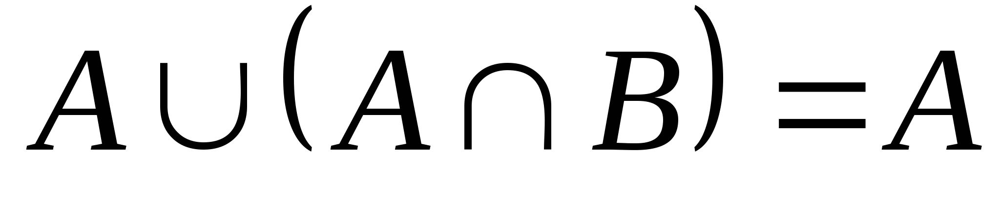 A ∪ (A ∩ B) = A